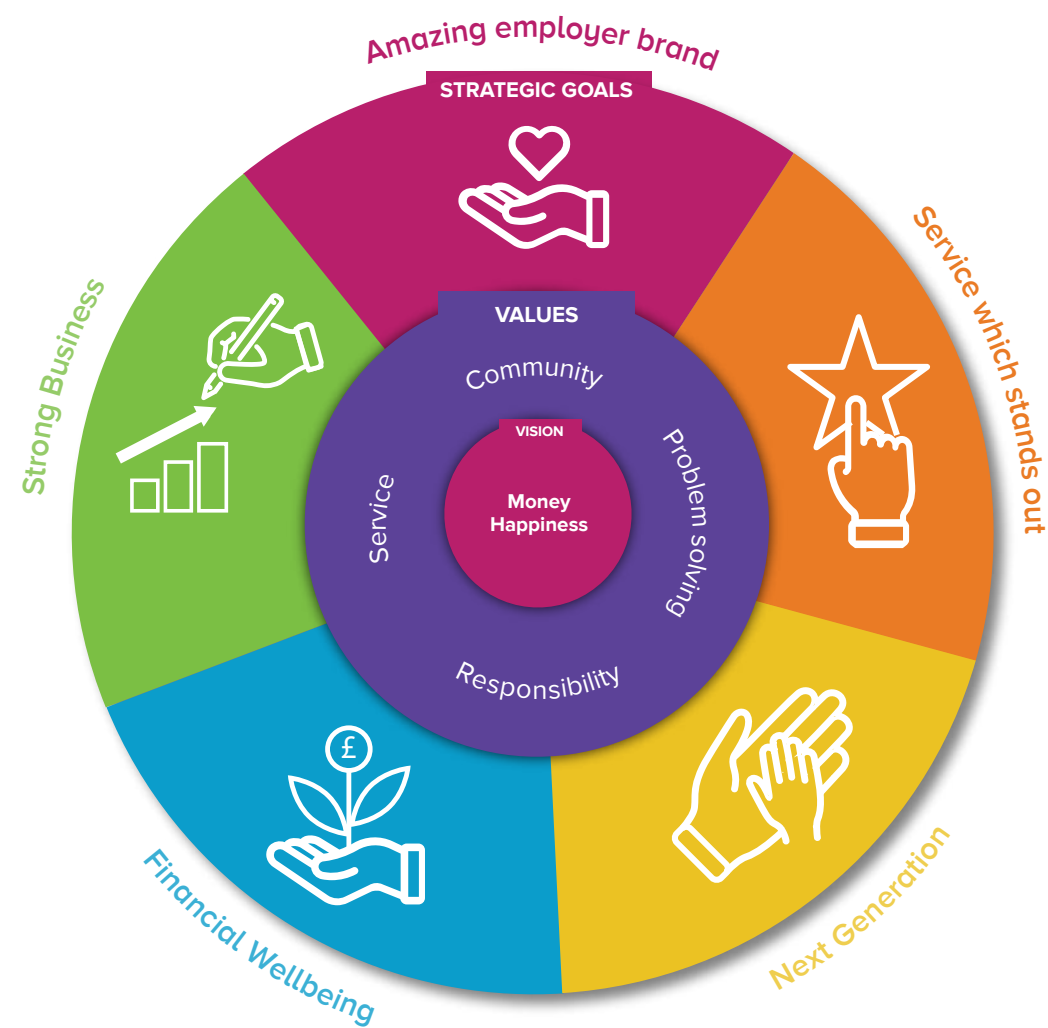 Amazing employer brand
STRATEGIC GOALS
Service which stands out
Next Generation
Financial Wellbeing
£
Strong Business
VALUES
Community
Problem solving
Responsibility
Service
VISION
Money
Happiness